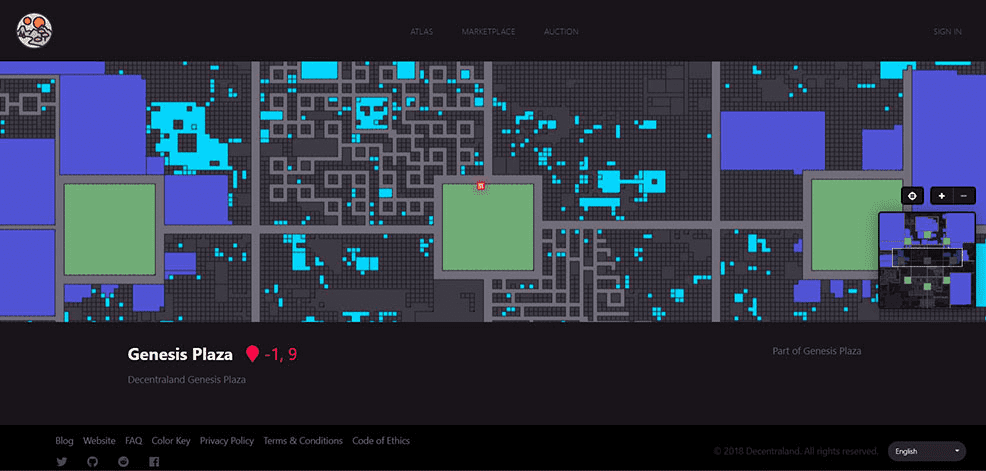 ATLAS MARKETPLACE AUCTION SIGN IN
Genesis Plaza -1, 9 Part of Genesis Plaza
Decentraland Genesis Plaza
Blog Website FAQ Color Key Privacy Policy Terms & Conditions Code of Ethics
© 2018 Decentraland. All rights reserved. English